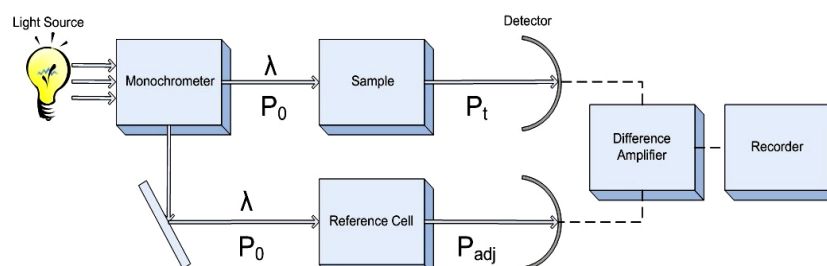 Light Source
Detector
Monochrometer
λ
P0
Sample
Pt
Difference
Amplifier
Recorder
λ
P0
Reference Cell
Padj